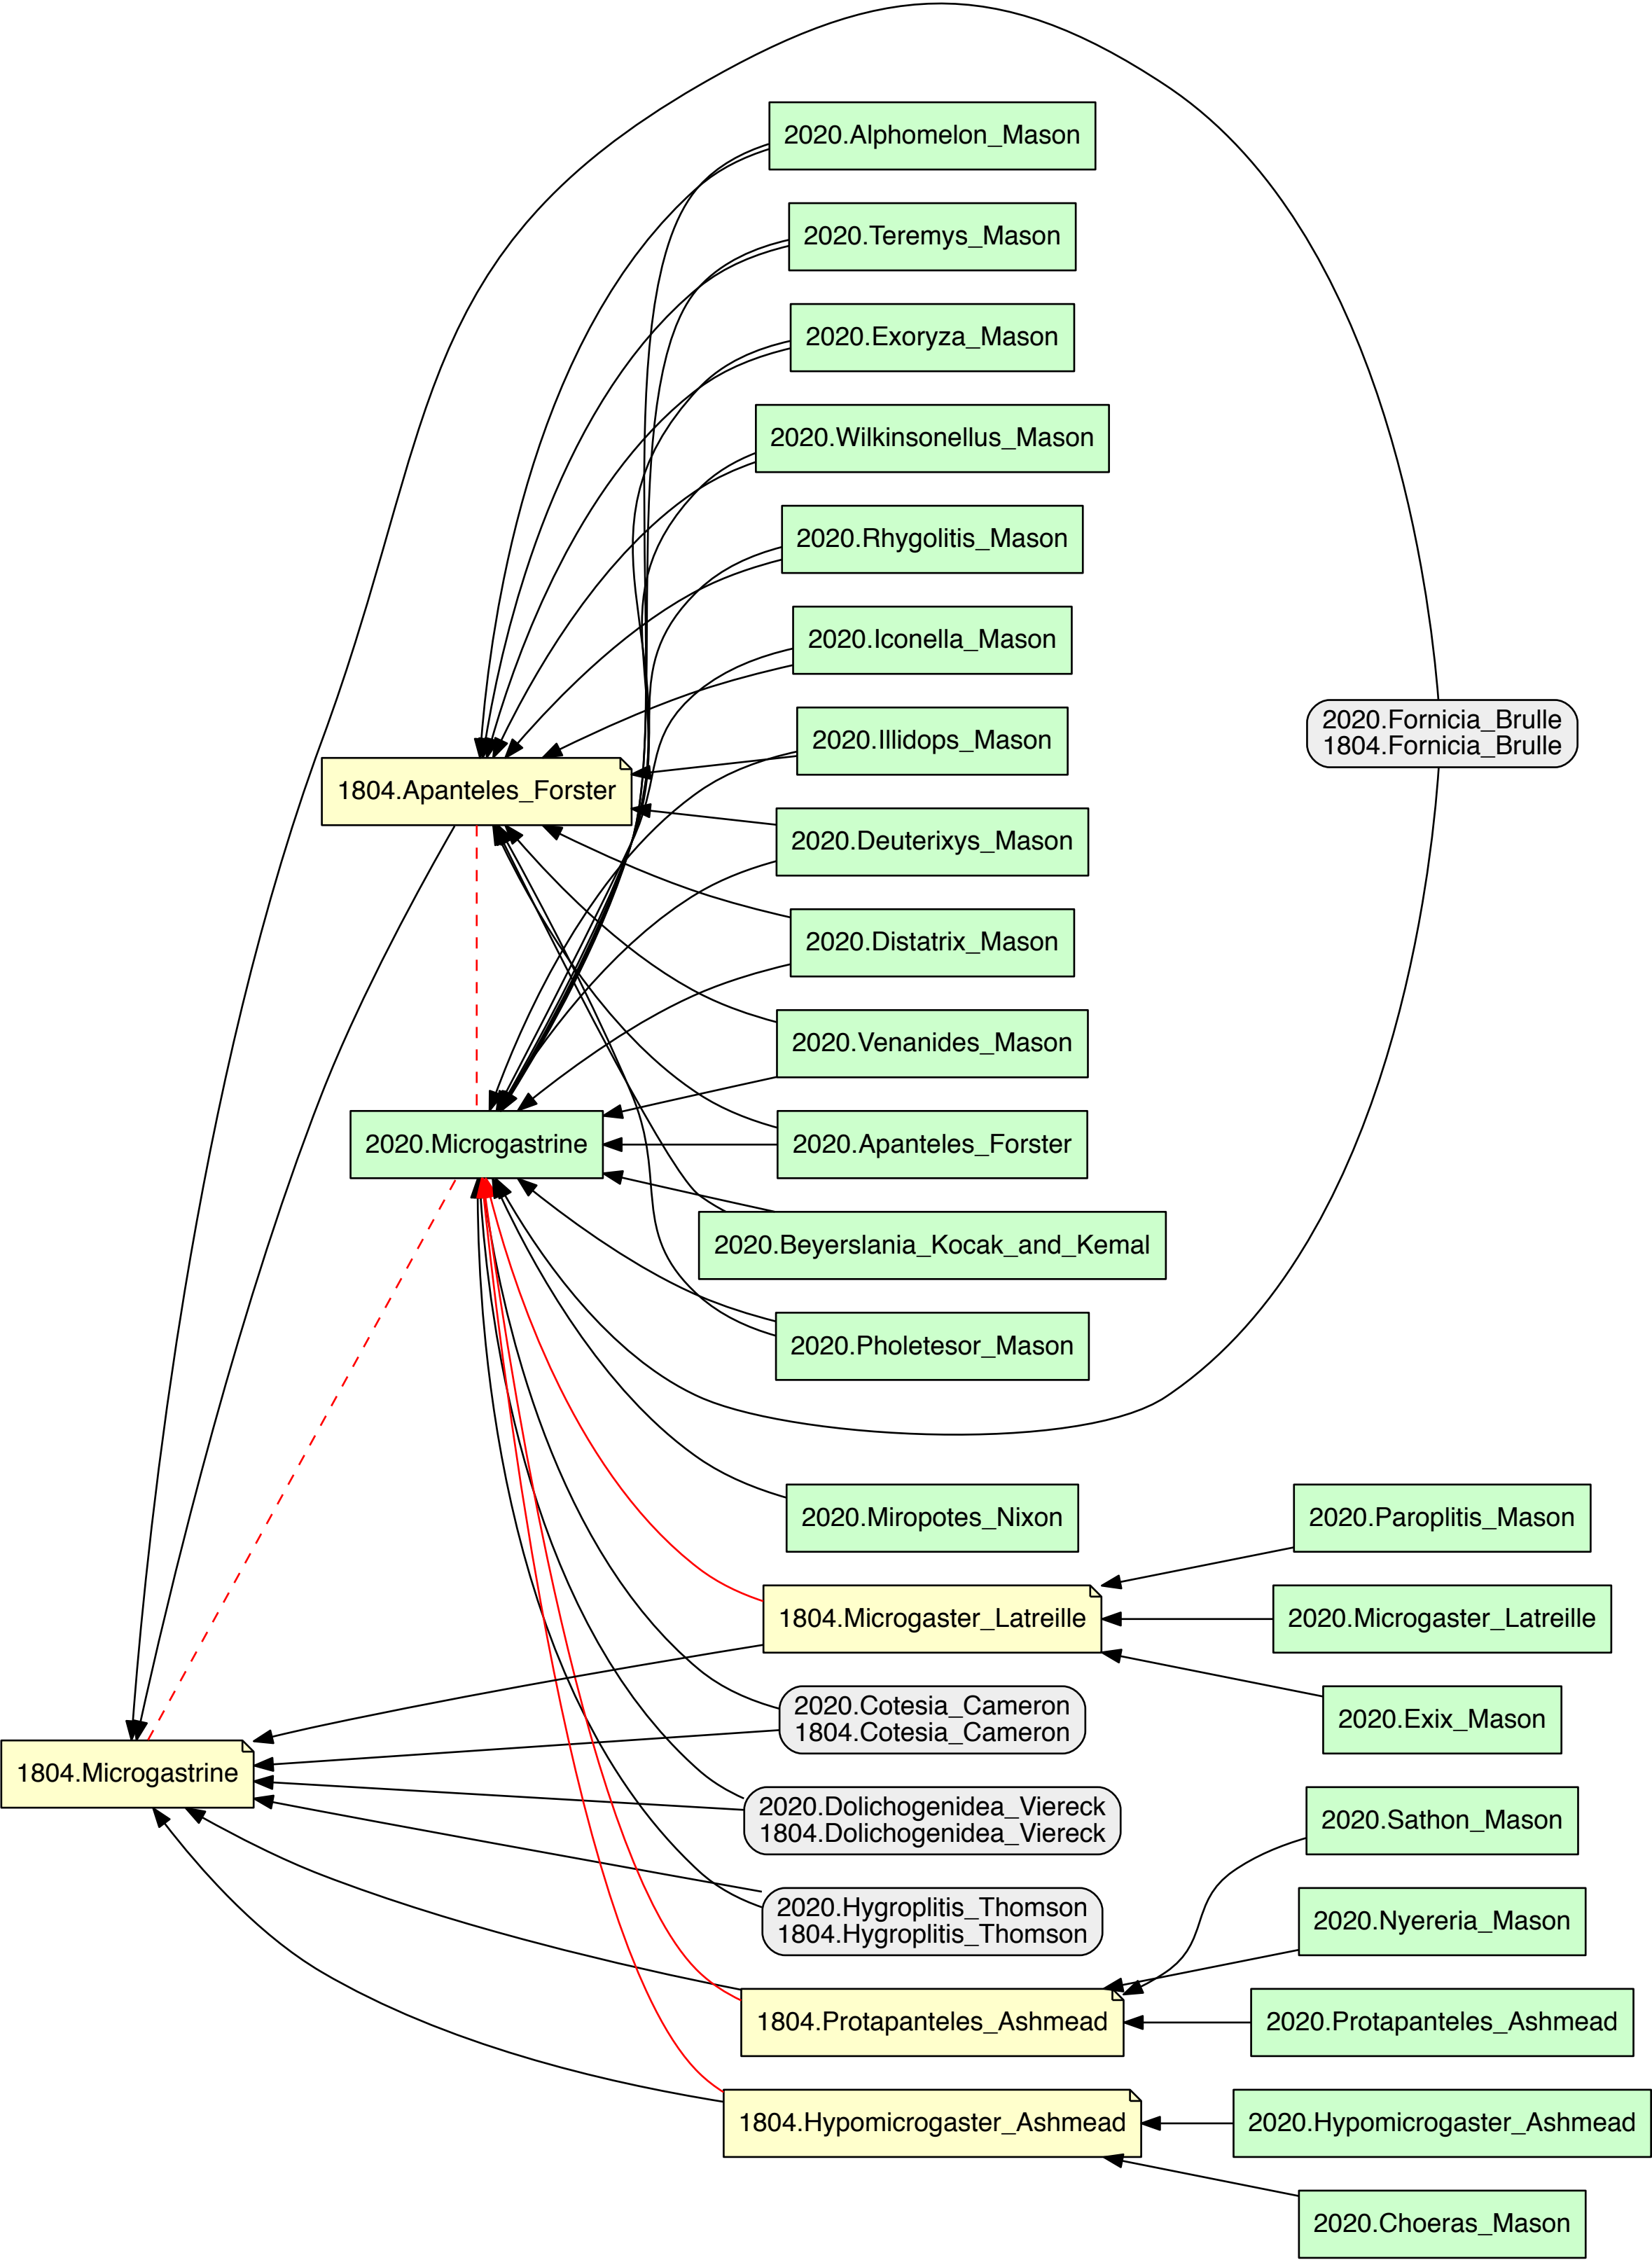 2020.Alphomelon_Mason
2020.Teremys_Mason
2020.Exoryza_Mason
2020.Wilkinsonellus_Mason
2020.Rhygolitis_Mason
2020.Iconella_Mason
2020.Fornicia_Brulle
1804.Fornicia_Brulle
2020.Illidops_Mason
1804.Apanteles_Forster
2020.Deuterixys_Mason
2020.Distatrix_Mason
2020.Venanides_Mason
2020.Microgastrine
2020.Apanteles_Forster
2020.Beyerslania_Kocak_and_Kemal
2020.Pholetesor_Mason
2020.Miropotes_Nixon
2020.Paroplitis_Mason
1804.Microgaster_Latreille
2020.Microgaster_Latreille
2020.Cotesia_Cameron
1804.Cotesia_Cameron
2020.Exix_Mason
1804.Microgastrine
2020.Dolichogenidea_Viereck
1804.Dolichogenidea_Viereck
2020.Sathon_Mason
2020.Hygroplitis_Thomson
1804.Hygroplitis_Thomson
2020.Nyereria_Mason
1804.Protapanteles_Ashmead
2020.Protapanteles_Ashmead
1804.Hypomicrogaster_Ashmead
2020.Hypomicrogaster_Ashmead
2020.Choeras_Mason